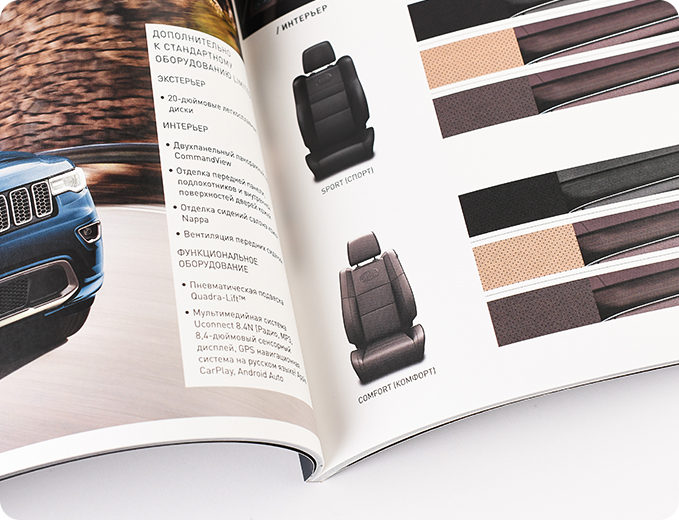 ДОПОЛНИТЕЛЬНО
К СТАНДАРТНОМУ
ОБОРУДОВАНИЮ
ЭКСТЕРЬЕР
• 20-дюймовые
диски
ИНТЕРЬЕР
• Двухпанельный
CommandView
• Отделка передней
подлокотников и
поверхностей дверей кожей
• Отделка сидений
Nappa
• Вентиляция передних
ФУНКЦИОНАЛЬНОЕ
ОБОРУДОВАНИЕ
• Пневматическая подвеска
Quadra-Lift™
• Мультимедийная система
Uconnect 8.4N (Радио, MP3,
8,4-дюймовый сенсорный
дисплей, GPS навигационная
система на русском языке)
CarPlay, Android Auto
/ ИНТЕРЬЕР
SPORT (СПОРТ)
COMFORT (КОМФОРТ)